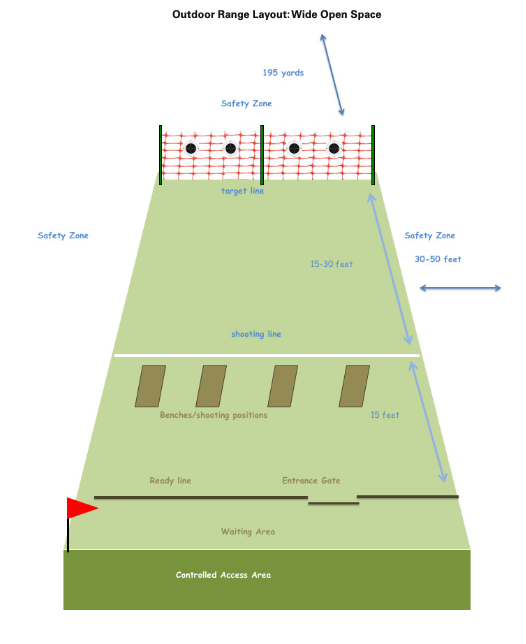 Outdoor Range Layout: Wide Open Space
195 yards
Safety Zone
target line
Safety Zone
Safety Zone
30-50 feet
15-30 feet
shooting line
Benches/shooting positions
15 feet
Ready line
Entrance Gate
Waiting Area
Controlled Access Area